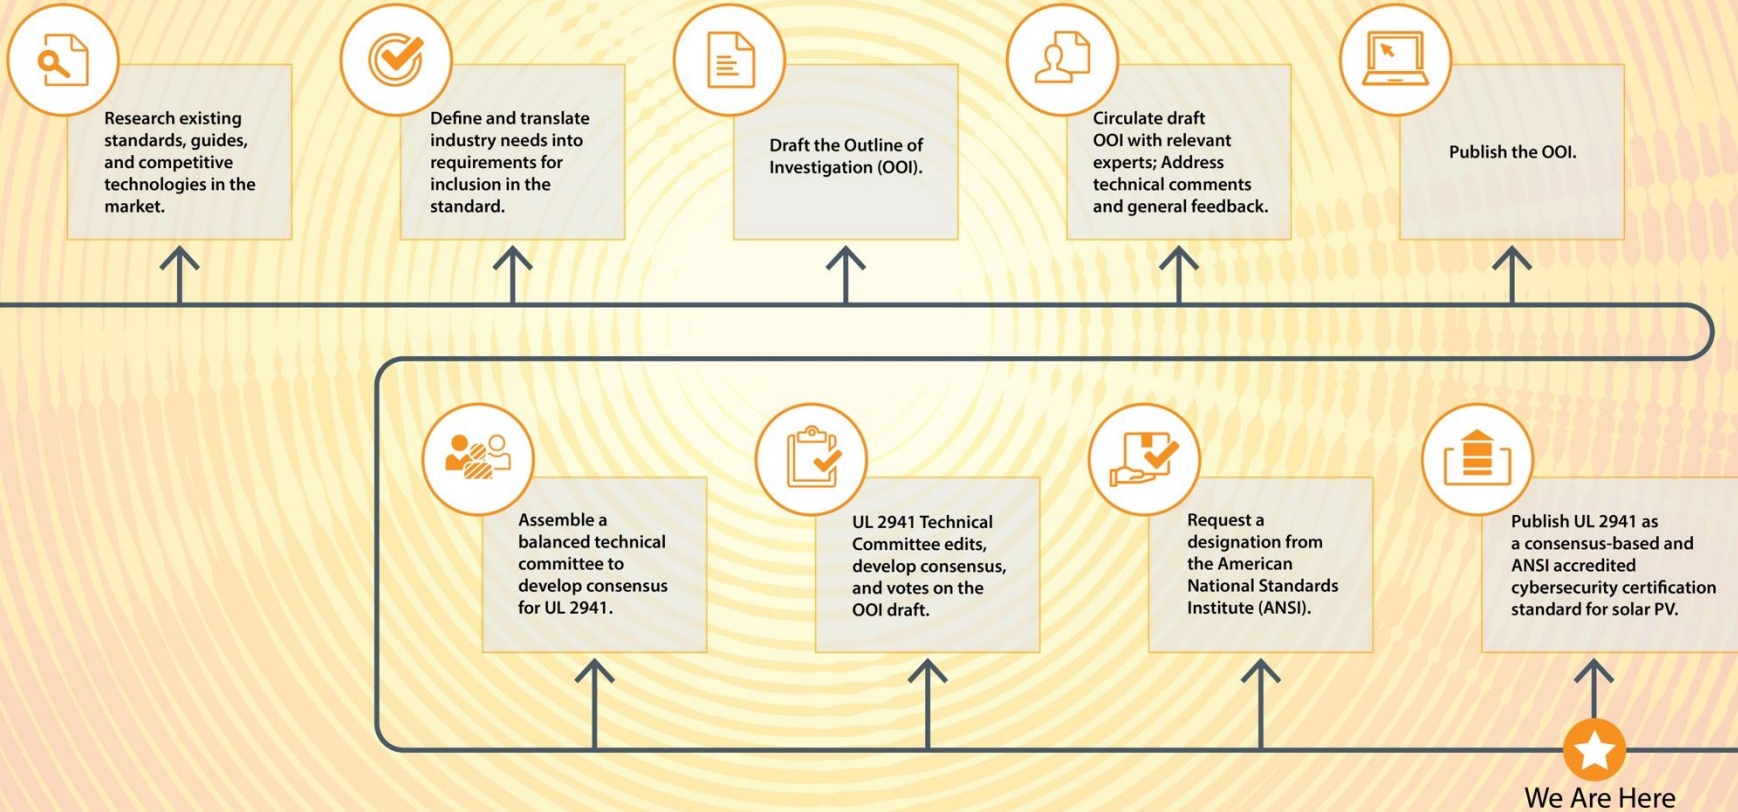 Research existing
standards, guides,
and competitive
technologies in the
market.
Define and translate
industry needs into
requirements for
inclusion in the
standard.
Draft the Outline of
Investigation (OOI).
Circulate draft
OOI with relevant
experts; Address
technical comments
and general feedback.
Publish the OOI.
Assemble a
balanced technical
committee to
develop consensus
for UL 2941.
UL 2941 Technical
Committee edits,
develop consensus,
and votes on the
OOI draft.
Request a
designation from
the American
National Standards
Institute (ANSI).
Publish UL 2941 as
a consensus-based and
ANSI accredited
cybersecurity certification
standard for solar PV.
We Are Here